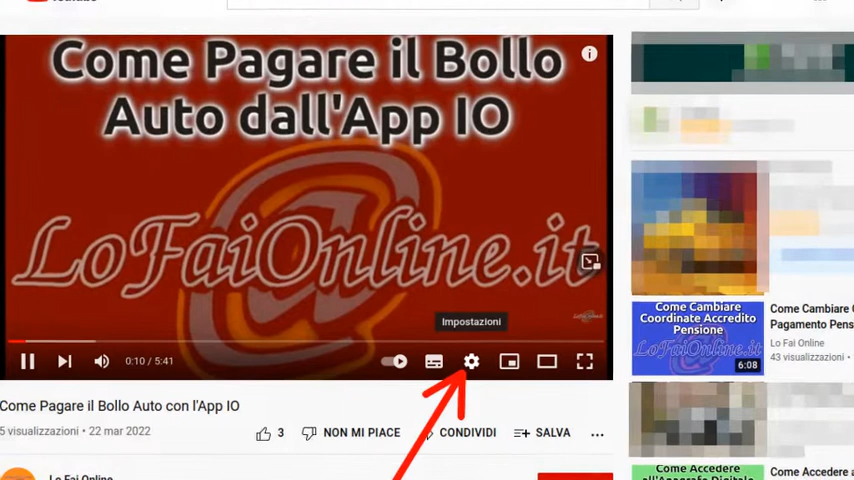 Come Pagare il Bollo
Auto dall'App IO
LoFaiOnline.it
Impostazioni
0:10 / 5:41
Come Pagare il Bollo Auto con l'App IO
5 visualizzazioni • 22 mar 2022
3
NON MI PIACE
CONDIVIDI
SALVA
Lo Fai Online
Come Cambiare
Coordinate Accredito
Pensione
LoFaiOnline.it
6:08
Come Cambiare
Pagamento Pens
Lo Fai Online
43 visualizzazioni •
Come Accedere
all'Anagrafe Digitale
Come Accedere a